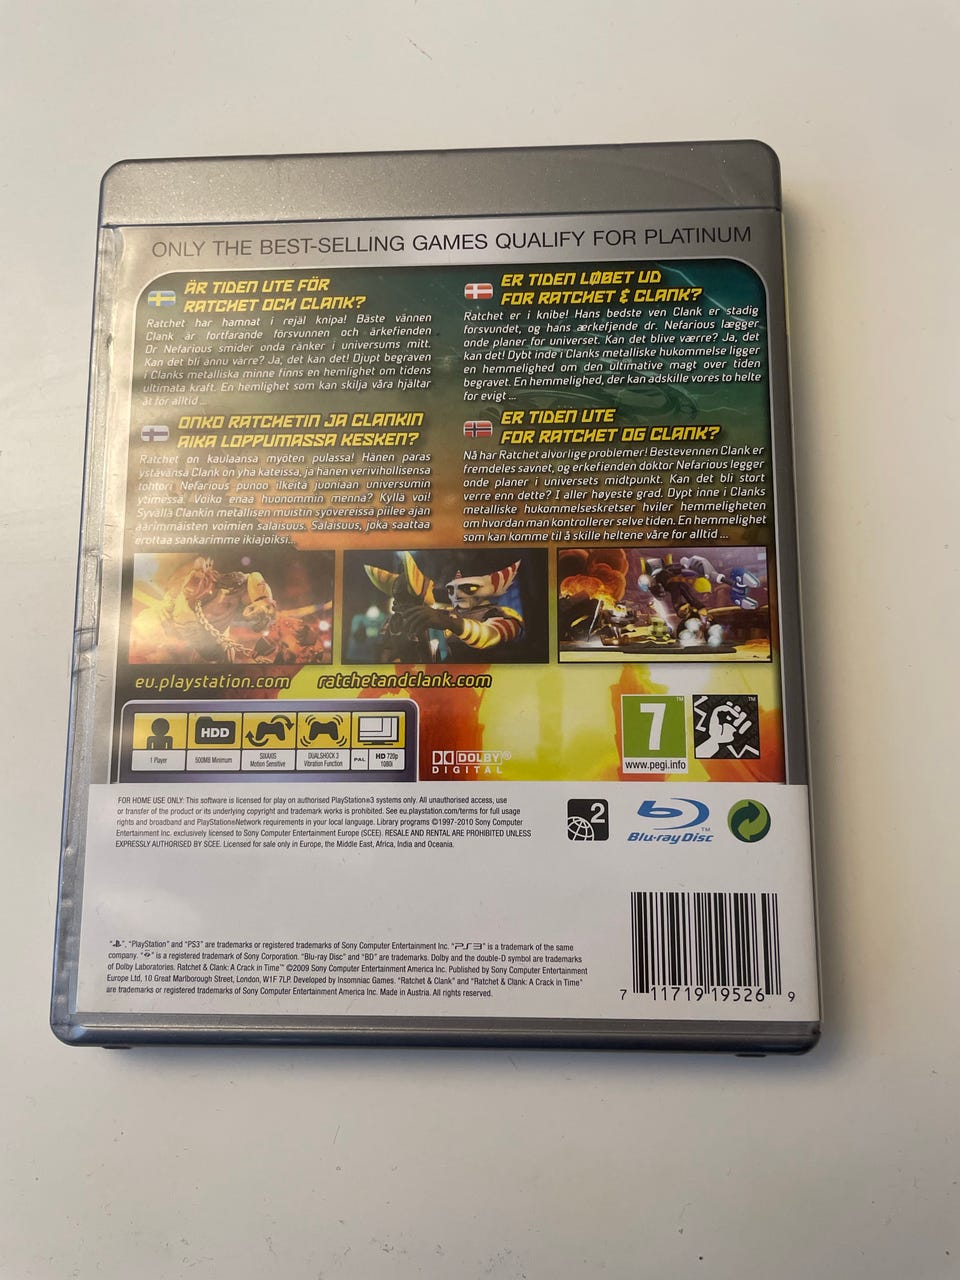 ONLY THE BEST-SELLING GAMES QUALIFY FOR PLATINUM
ÄR TIDEN UTE FÖR
RATCHET OCH CLANK?
Ratchet har hamnat i rejäl knipa! Bäste vännen
Clank är fortfarande försvunnen och ärkefienden
Dr Nefarious smider onda ränker i universums mitt.
Kan det bli ännu värre? Ja, det kan det! Djupt begraven
i Clanks metalliska minne finns en hemlighet om tidens
ultimata kraft. En hemlighet som kan skilja våra hjältar
åt för alltid ...
ER TIDEN LØBET UD
FOR RATCHET & CLANK?
Ratchet er i knibe! Hans bedste ven Clank er stadig
forsvundet, og hans ærkefjende dr. Nefarious lægger
onde planer for universet. Kan det blive værre? Ja, det
kan det! Dybt inde i Clanks metalliske hukommelse ligger
en hemmelighed om den ultimative magt over tiden
begravet. En hemmelighed, der kan adskille vores to helte
for evigt ...
ONKO RATCHETIN JA CLANKIN
AIKA LOPPUMASSA KESKEN?
Ratchet on kaulaansa myöten pulassa! Hänen paras
ystävänsä Clank on yhä kateissa, ja hänen verivihollisensa
tohtori Nefarious punoo ilkeitä juoniaan universumin
ytimessä. Voiko enää huonommin mennä? Kyllä voi!
Syvällä Clankin metallisen muistin syövereissä piilee ajan
äärimmäisten voimien salaisuus. Salaisuus, joka saattaa
erottaa sankarimme ikiajoiksi...
ER TIDEN UTE
FOR RATCHET OG CLANK?
Nå har Ratchet alvorlige problemer! Bestevennen Clank er
fremdeles savnet, og erkefienden doktor Nefarious legger
onde planer i universets midtpunkt. Kan det bli stort
verre enn dette? I aller høyeste grad. Dypt inne i Clanks
metalliske hukommelseskretser hviler hemmeligheten
om hvordan man kontrollerer selve tiden. En hemmelighet
som kan komme til å skille heltene våre for alltid ...
eu.playstation.com ratchetandclank.com
HDD
1 Player
500MB Minimum
SIXAXIS
Motion Sensitive
DUALSHOCK 3
Vibration Function
PAL
HD 720p
1080i
DOLBY®
DIGITAL
7
www.pegi.info
TM
TM
FOR HOME USE ONLY: This software is licensed for play on authorised PlayStation®3 systems only. All unauthorised access, use
or transfer of the product or its underlying copyright and trademark works is prohibited. See eu.playstation.com/terms for full usage
rights and broadband and PlayStation®Network requirements in your local language. Library programs ©1997-2010 Sony Computer
Entertainment Inc. exclusively licensed to Sony Computer Entertainment Europe (SCEE). RESALE AND RENTAL ARE PROHIBITED UNLESS
EXPRESSLY AUTHORISED BY SCEE. Licensed for sale only in Europe, the Middle East, Africa, India and Oceania.
2
Blu-ray Disc
TM
"", "PlayStation" and "PS3" are trademarks or registered trademarks of Sony Computer Entertainment Inc. "PS3" is a trademark of the same
company. "" is a registered trademark of Sony Corporation. "Blu-ray Disc" and "BD" are trademarks. Dolby and the double-D symbol are trademarks
of Dolby Laboratories. Ratchet & Clank: A Crack in Time™ ©2009 Sony Computer Entertainment America Inc. Published by Sony Computer Entertainment
Europe Ltd, 10 Great Marlborough Street, London, W1F 7LP. Developed by Insomniac Games. "Ratchet & Clank" and "Ratchet & Clank: A Crack in Time"
are trademarks or registered trademarks of Sony Computer Entertainment America Inc. Made in Austria. All rights reserved.
7 11719 19526 9